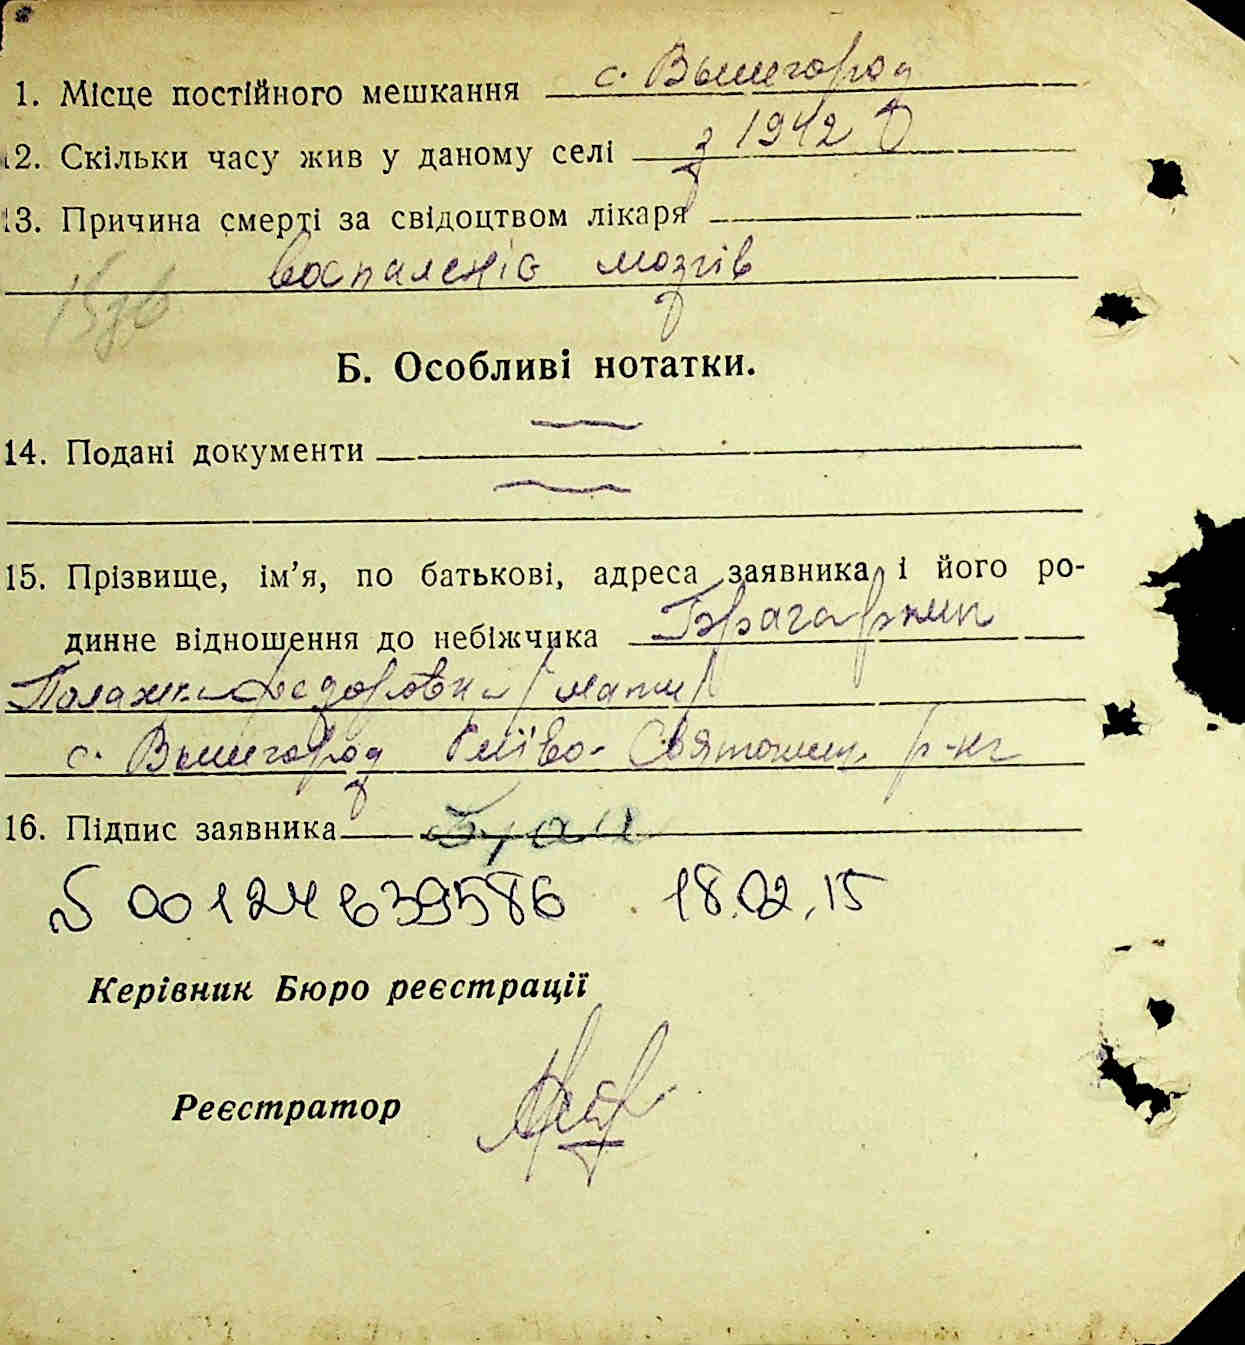 1. Місце постійного мешкання с. Вышгород
12. Скільки часу жив у даному селі з 1942 р
13. Причина смерті за свідоцтвом лікаря
воспаленіє мозгів
Б. Особливі нотатки.
14. Подані документи
15. Прізвище, ім’я, по батькові, адреса заявника і його ро-
динне відношення до небіжчика
Федоровни мати
с. Вышгород Київо-Святошин. р-на
16. Підпис заявника
00124639586 18.02.15
Керівник Бюро реєстрації
Реєстратор